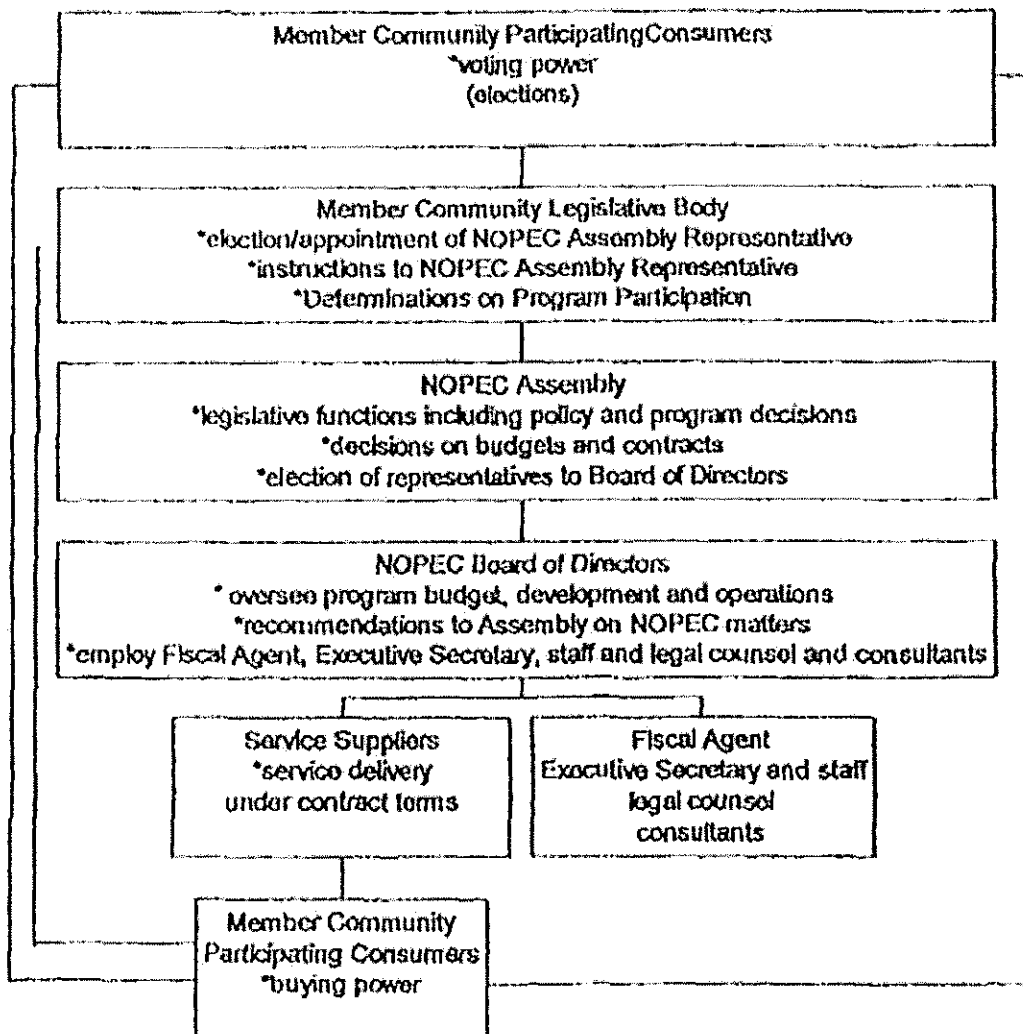 Member Community ParticipatingConsumers
*voting power
(elections)
Member Community Legislative Body
*election/appointment of NOPEC Assembly Representative
*instructions to NOPEC Assembly Representative
*Determinations on Program Participation
NOPEC Assembly
*legislative functions including policy and program decisions
*decisions on budgets and contracts
*election of representatives to Board of Directors
NOPEC Board of Directors
* oversee program budget, development and operations
*recommendations to Assembly on NOPEC matters
*employ Fiscal Agent, Executive Secretary, staff and legal counsel and consultants
Service Suppliers
*service delivery
under contract terms
Fiscal Agent
Executive Secretary and staff
legal counsel
consultants
Member Community
Participating Consumers
*buying power